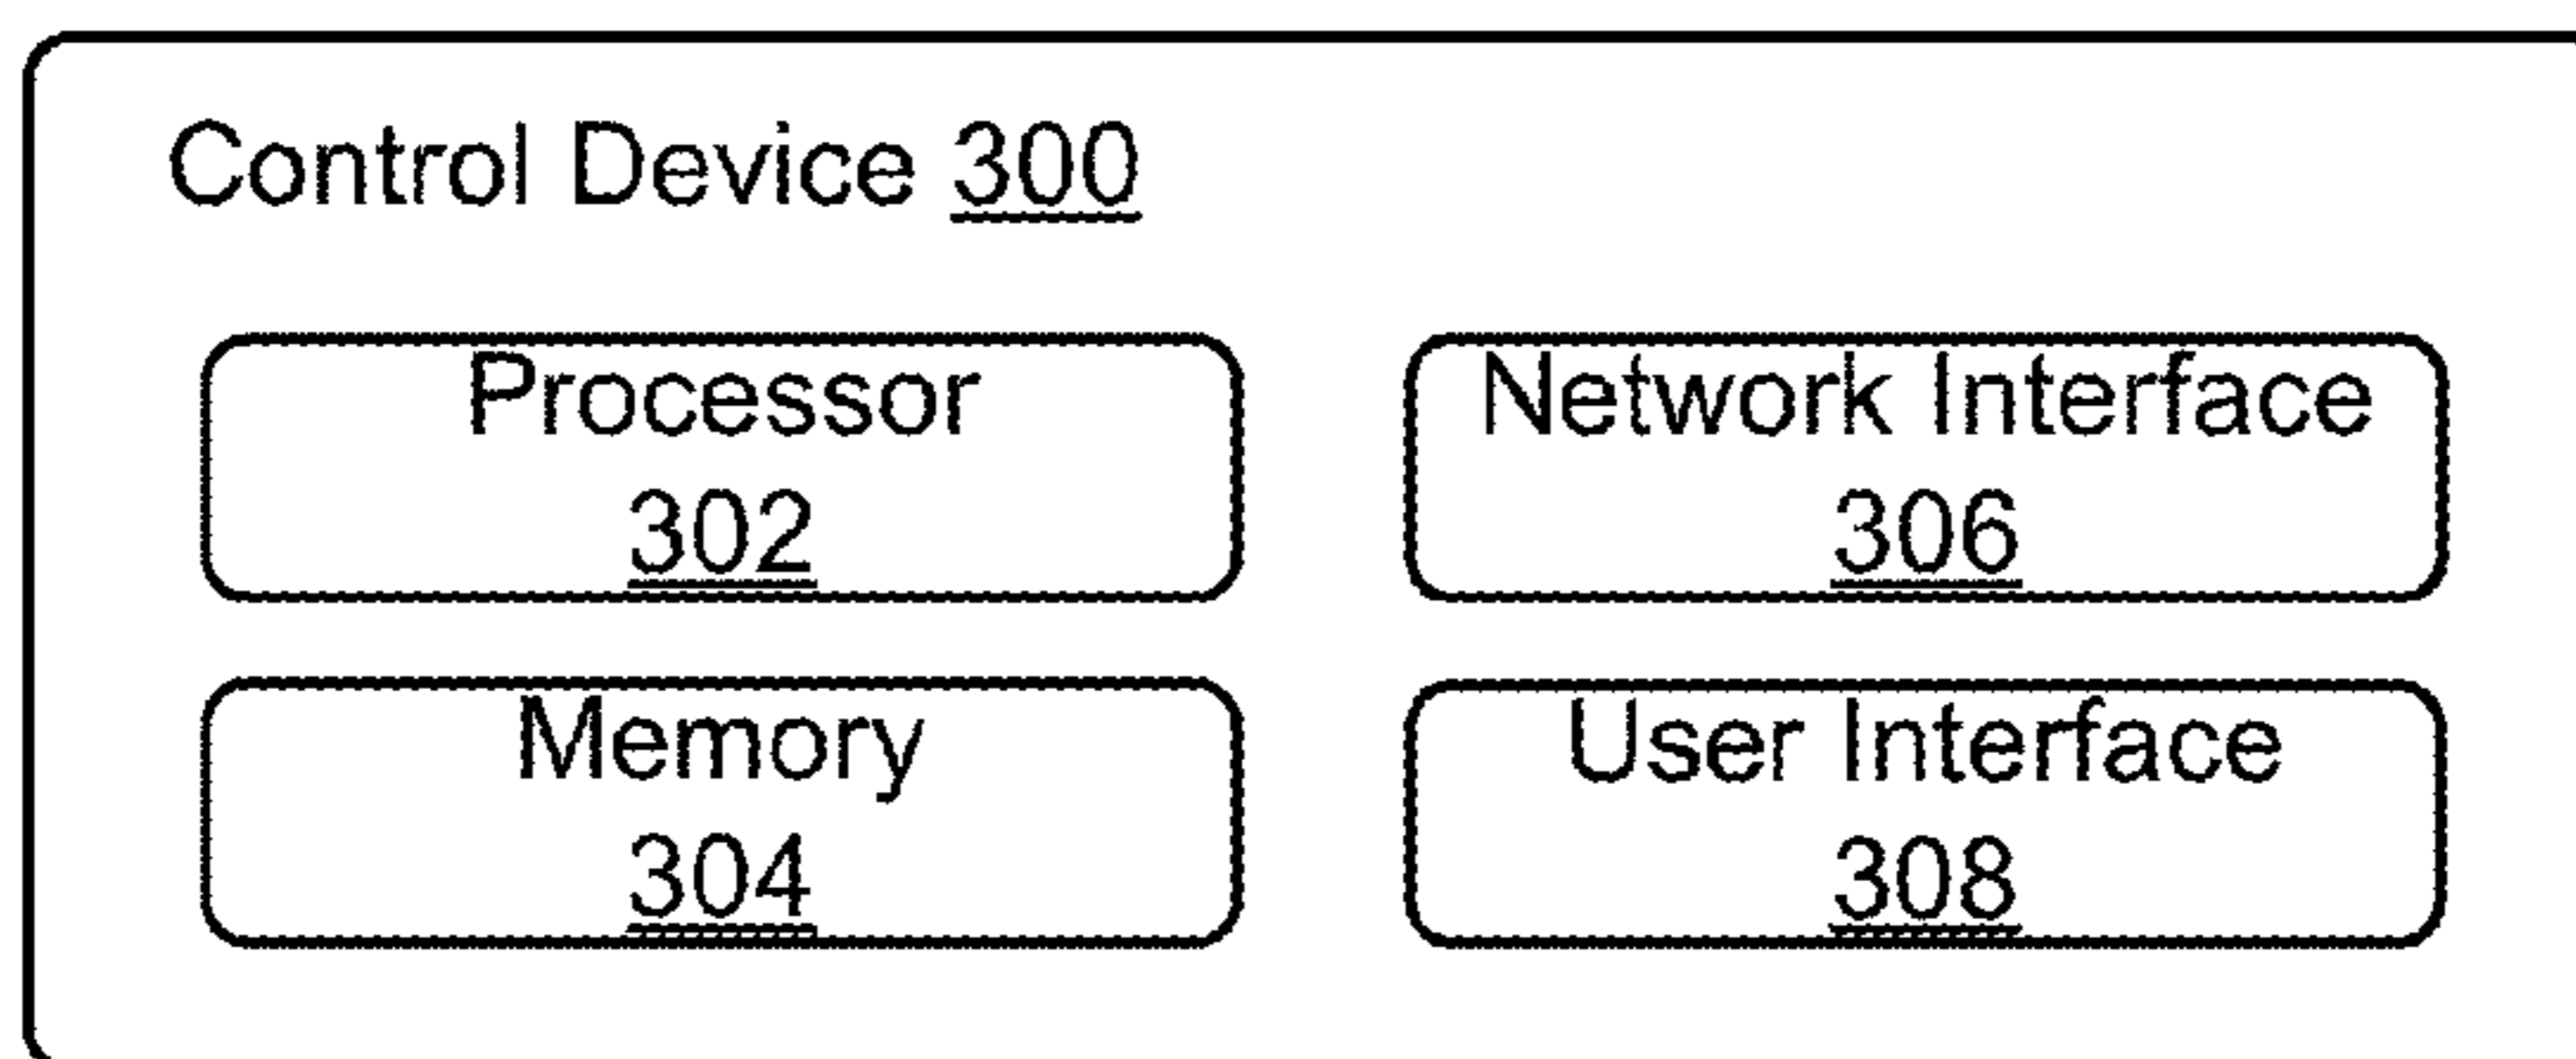 Control Device 300
Processor
302
Network Interface
306
Memory
304
User Interface
308